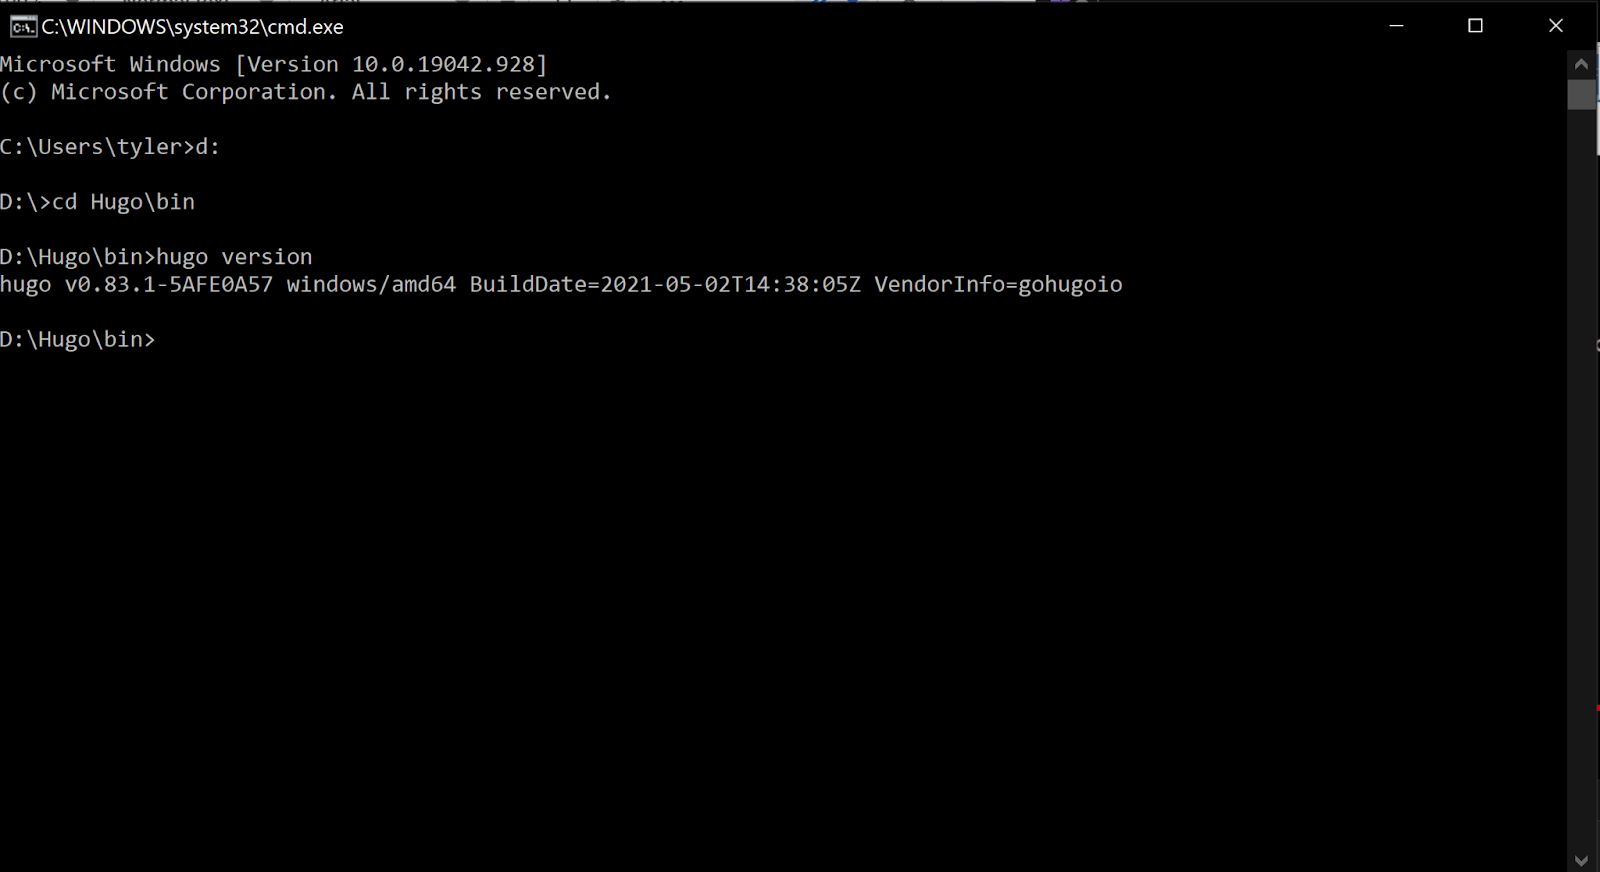 C:\WINDOWS\system32\cmd.exe
Microsoft Windows [Version 10.0.19042.928]
(c) Microsoft Corporation. All rights reserved.
C:\Users\tyler>d:
D:\>cd Hugo\bin
D:\Hugo\bin>hugo version
hugo v0.83.1-5AFE0A57 windows/amd64 BuildDate=2021-05-02T14:38:05Z VendorInfo=gohugoio
D:\Hugo\bin>